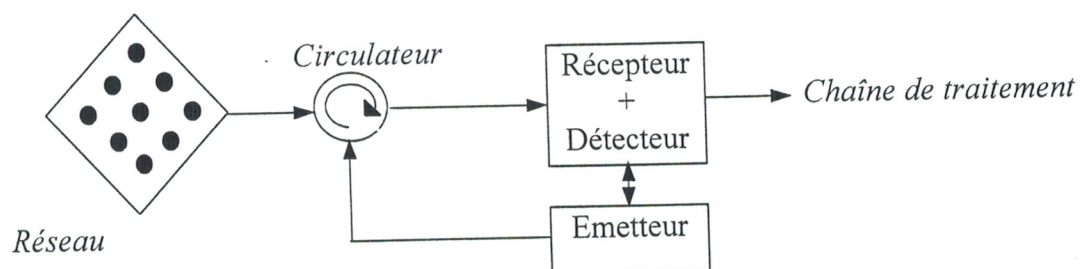 Circulateur
Récepteur
+
Détecteur
Chaîne de traitement
Emetteur
Réseau